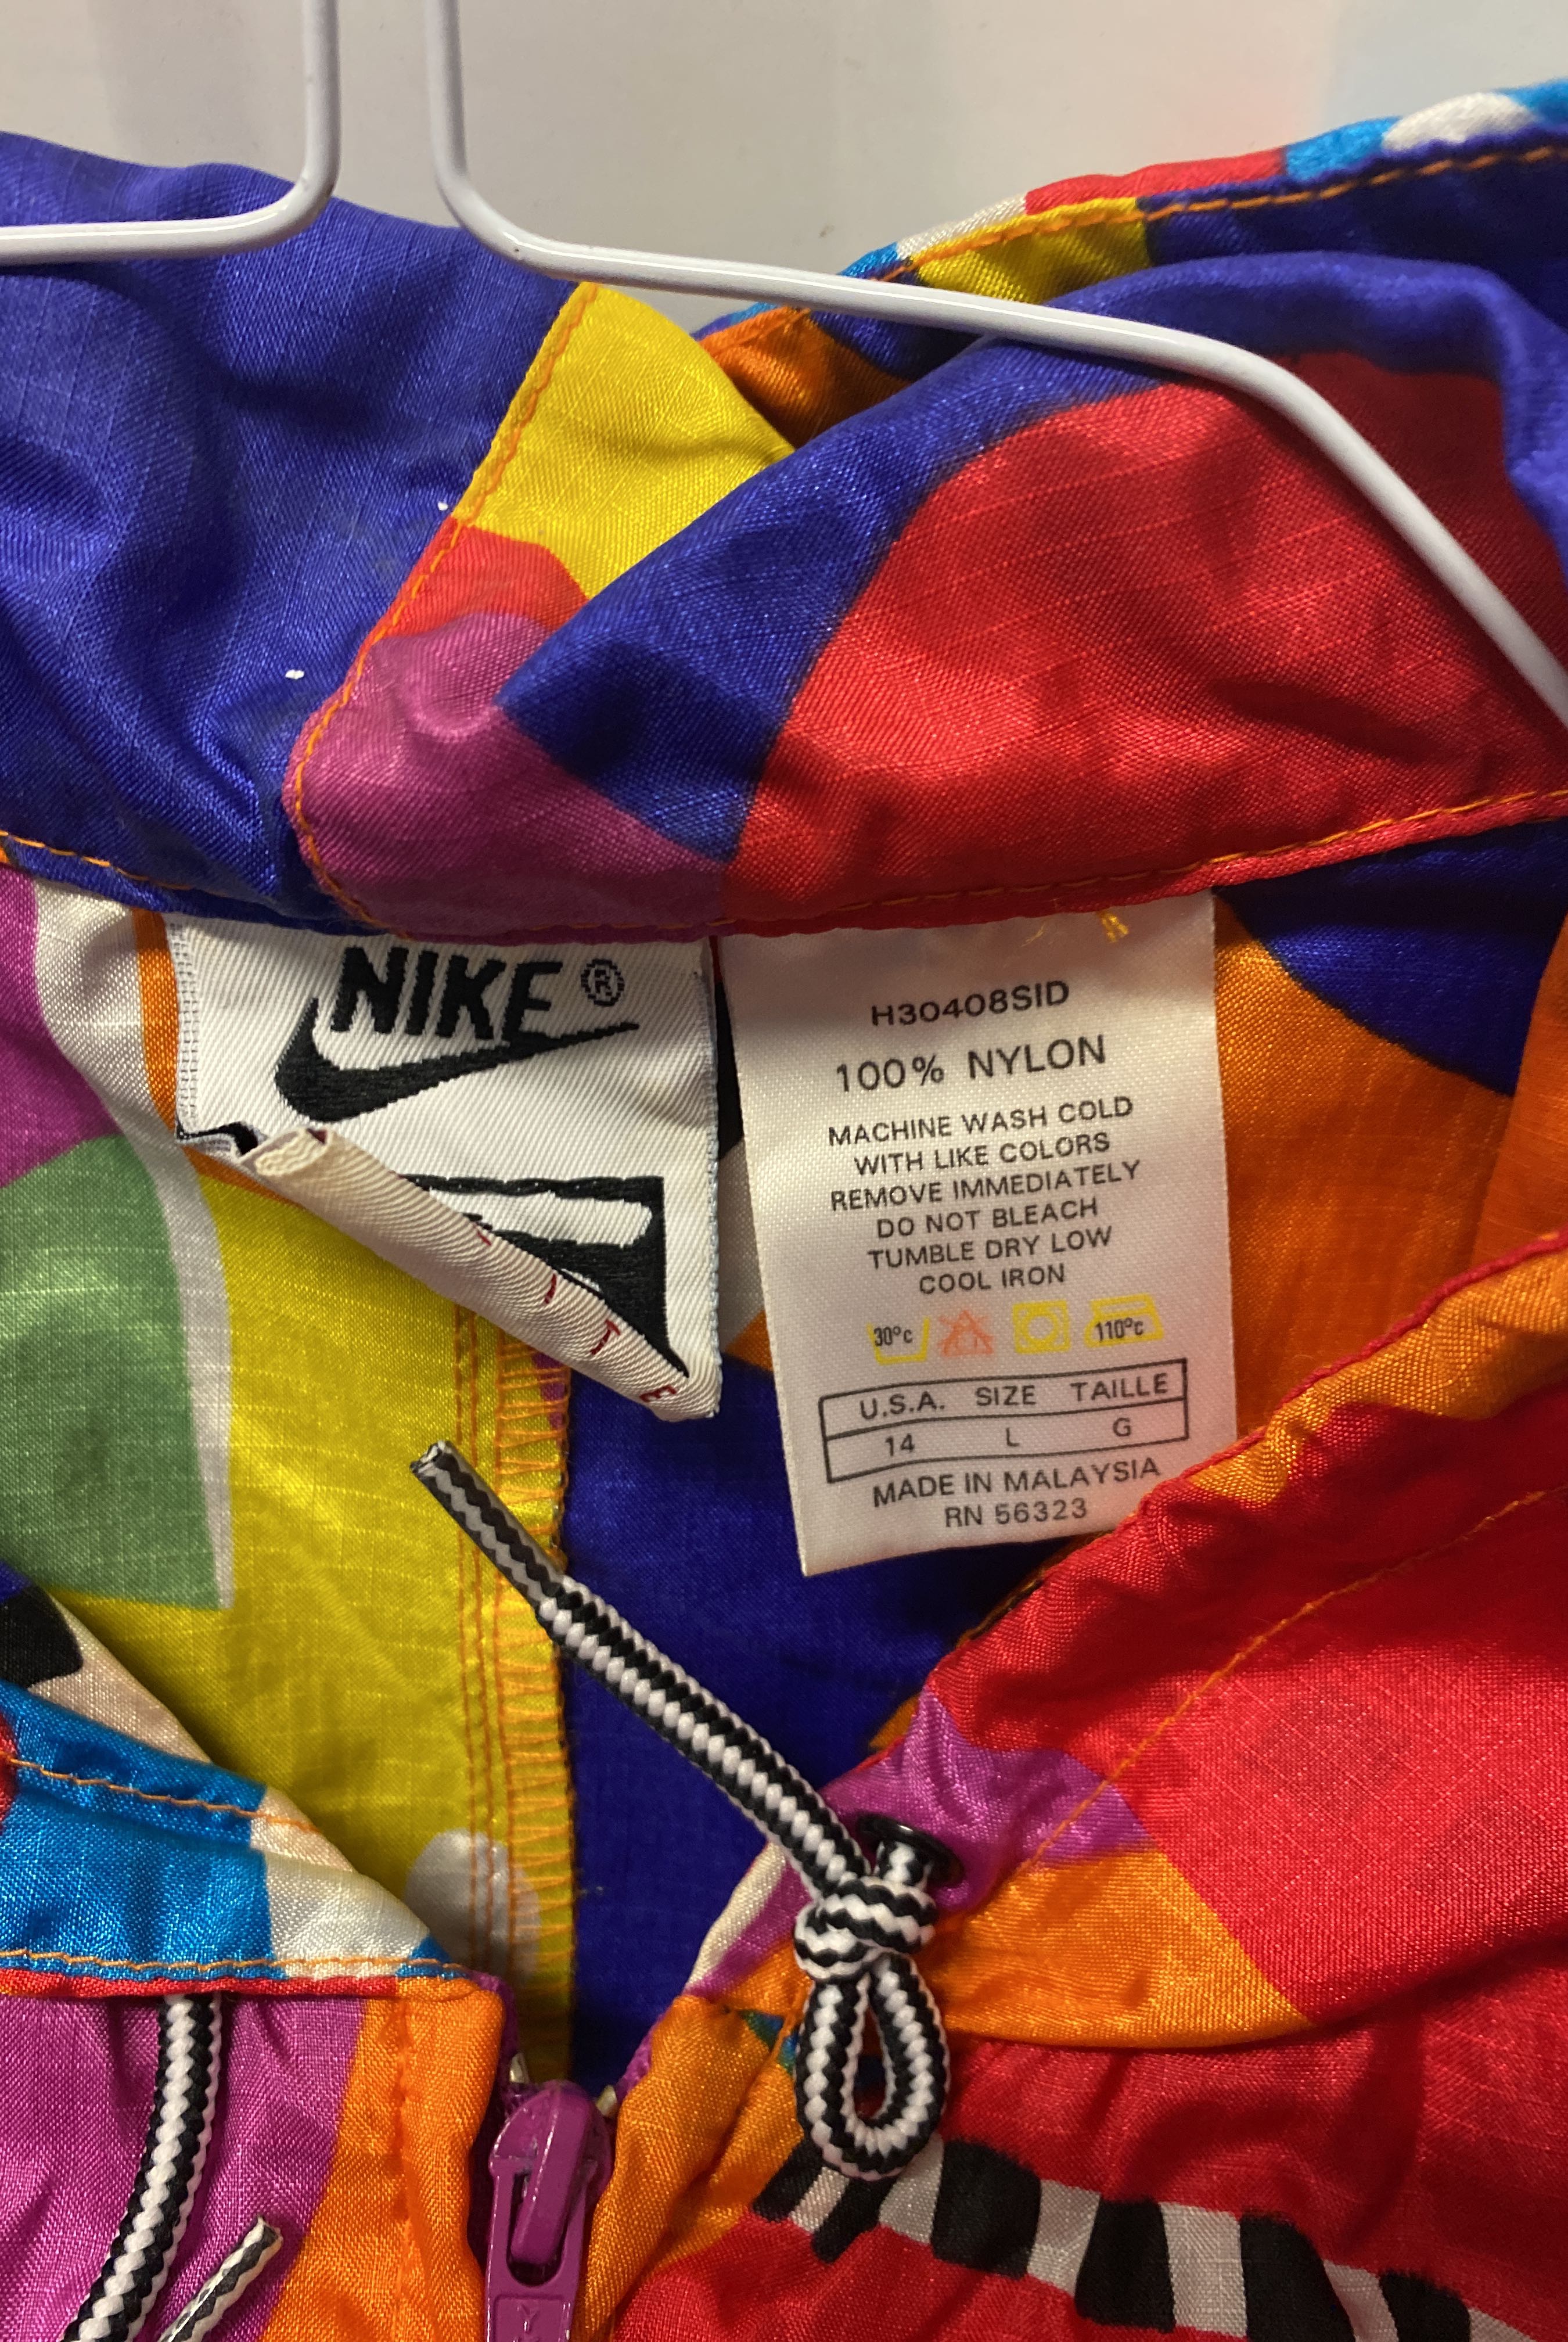 NIKE®
H30408SID
100% NYLON
MACHINE WASH COLD
WITH LIKE COLORS
REMOVE IMMEDIATELY
DO NOT BLEACH
TUMBLE DRY LOW
COOL IRON
30°c 110°c
U.S.A. SIZE TAILLE
14 L G
MADE IN MALAYSIA
RN 56323